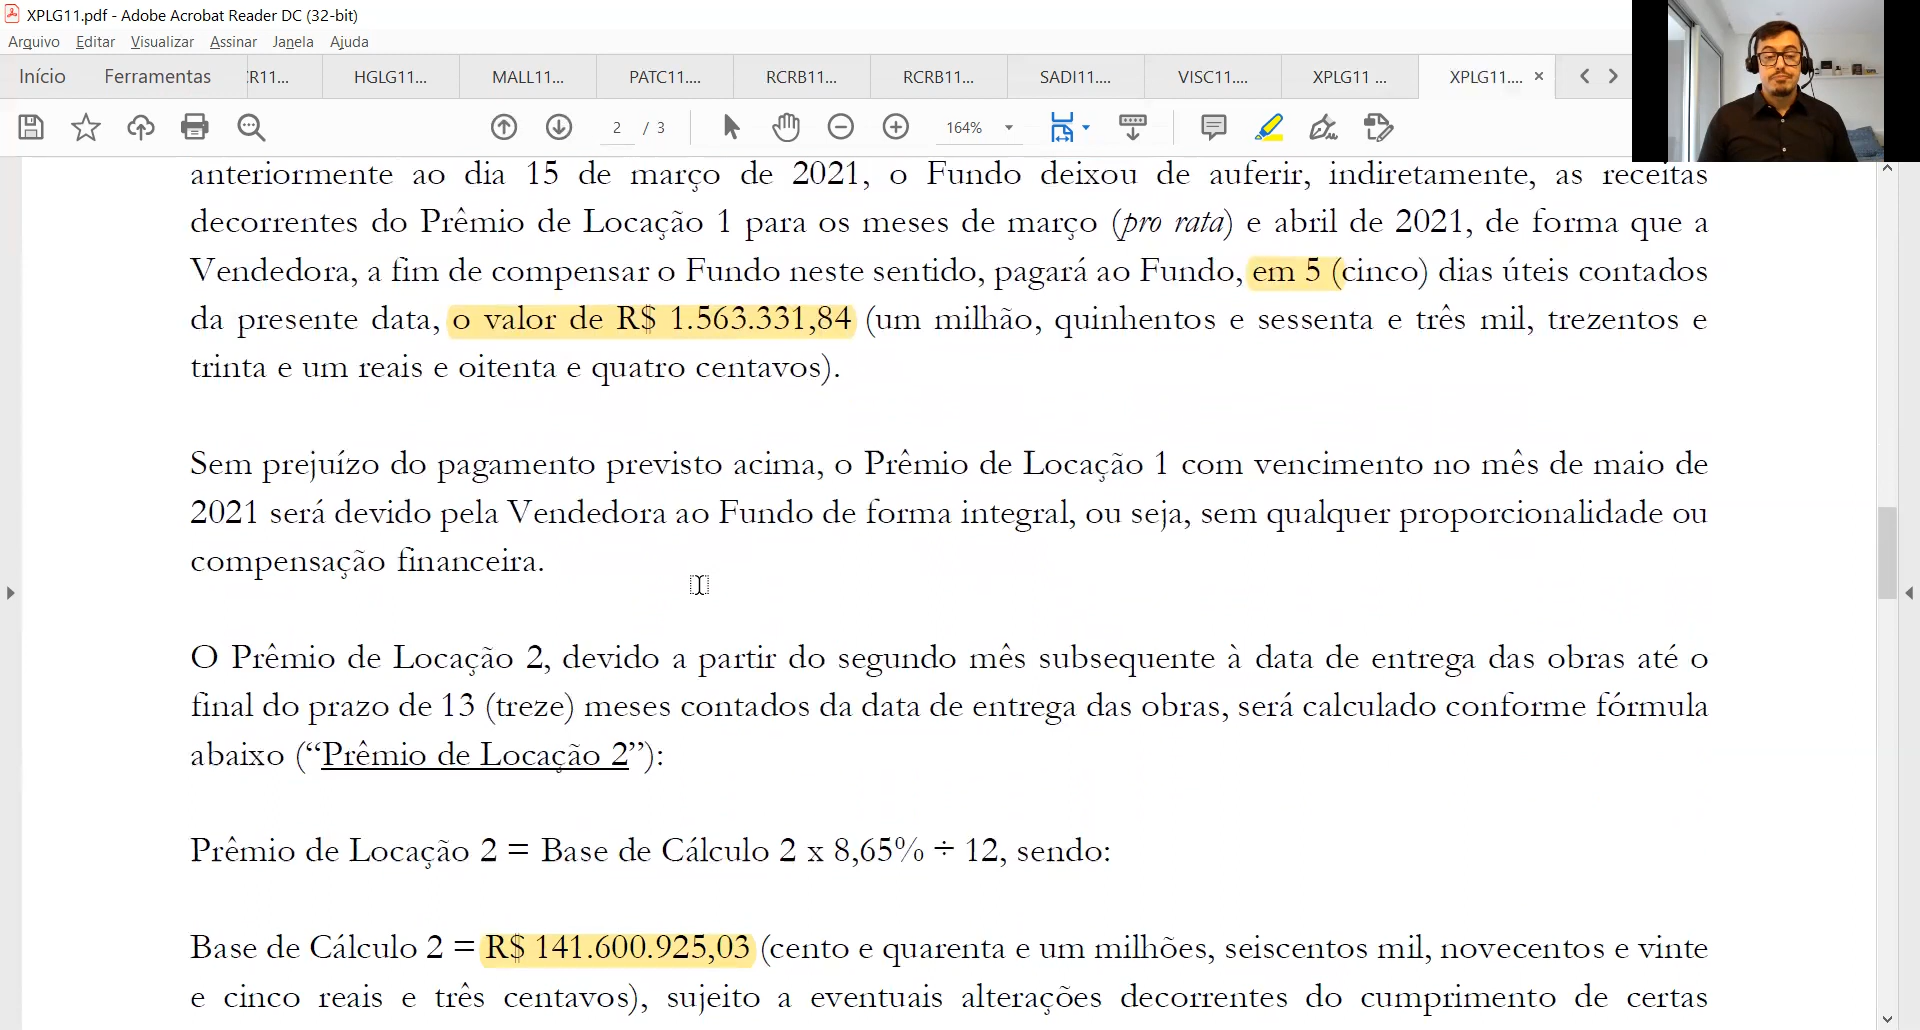 XPLG11.pdf - Adobe Acrobat Reader DC (32-bit)
Arquivo Editar Visualizar Assinar Janela Ajuda
Início Ferramentas R11... HGLG11... MALL11... PATC11.... RCRB11... RCRB11... SADI11.... VISC11.... XPLG11 ... XPLG11.... ×
2 / 3 164%
anteriormente ao dia 15 de março de 2021, o Fundo deixou de auferir, indiretamente, as receitas
decorrentes do Prêmio de Locação 1 para os meses de março (pro rata) e abril de 2021, de forma que a
Vendedora, a fim de compensar o Fundo neste sentido, pagará ao Fundo, em 5 (cinco) dias úteis contados
da presente data, o valor de R$ 1.563.331,84 (um milhão, quinhentos e sessenta e três mil, trezentos e
trinta e um reais e oitenta e quatro centavos).
Sem prejuízo do pagamento previsto acima, o Prêmio de Locação 1 com vencimento no mês de maio de
2021 será devido pela Vendedora ao Fundo de forma integral, ou seja, sem qualquer proporcionalidade ou
compensação financeira.
O Prêmio de Locação 2, devido a partir do segundo mês subsequente à data de entrega das obras até o
final do prazo de 13 (treze) meses contados da data de entrega das obras, será calculado conforme fórmula
abaixo (“Prêmio de Locação 2”):
Prêmio de Locação 2 = Base de Cálculo 2 x 8,65% ÷ 12, sendo:
Base de Cálculo 2 = R$ 141.600.925,03 (cento e quarenta e um milhões, seiscentos mil, novecentos e vinte
e cinco reais e três centavos), sujeito a eventuais alterações decorrentes do cumprimento de certas